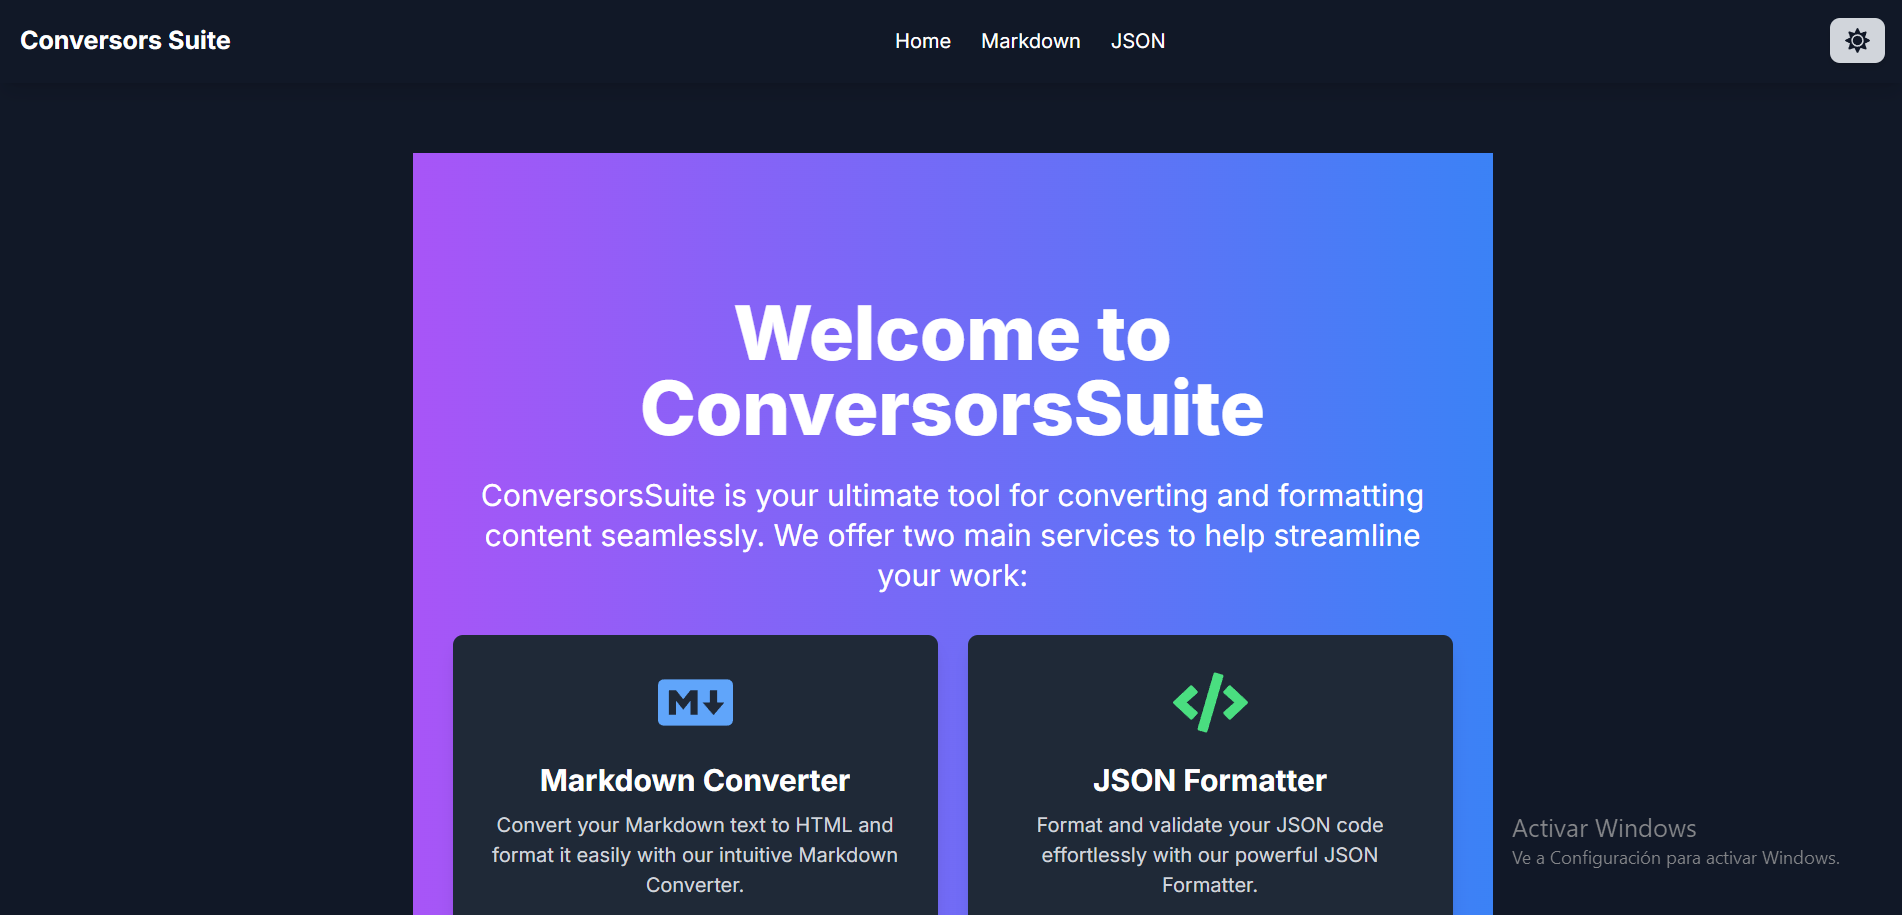 Conversors Suite
Home
Markdown
JSON
Welcome to
ConversorsSuite
ConversorsSuite is your ultimate tool for converting and formatting
content seamlessly. We offer two main services to help streamline
your work:
M
Markdown Converter
Convert your Markdown text to HTML and
format it easily with our intuitive Markdown
Converter.
</>
JSON Formatter
Format and validate your JSON code
effortlessly with our powerful JSON
Formatter.
Activar Windows
Ve a Configuración para activar Windows.